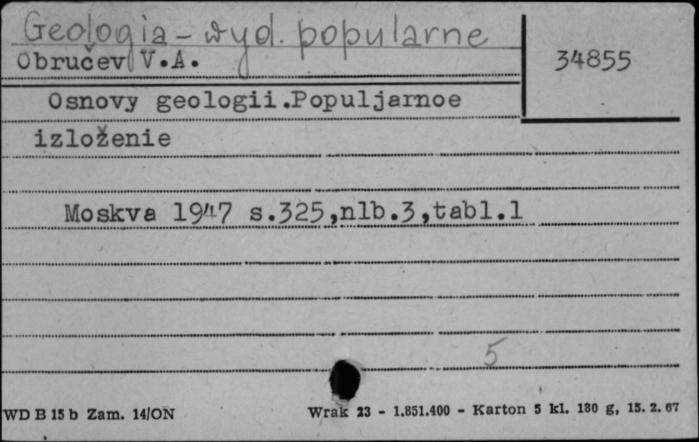 Geologia - wyd. popularne
Obručev V.A.
34855
Osnovy geologii.Populjarnoe
izloženie
Moskva 1947 s.325,nlb.3,tabl.1
5
WD B 15 b Zam. 14/ON
Wrak 23 - 1.851.400 - Karton 5 kl. 180 g, 15. 2. 67